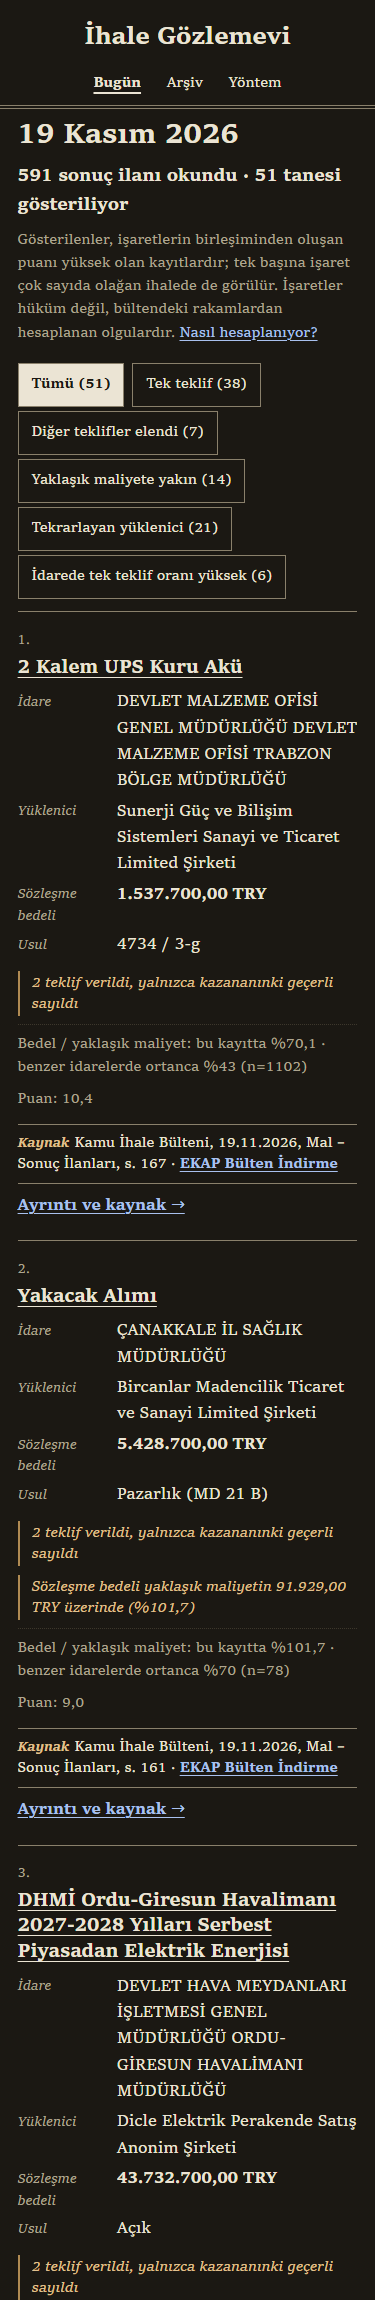 İhale Gözlemevi
Bugün Arşiv Yöntem
19 Kasım 2026
591 sonuç ilanı okundu · 51 tanesi
gösteriliyor
Gösterilenler, işaretlerin birleşiminden oluşan
puanı yüksek olan kayıtlardır; tek başına işaret
çok sayıda olağan ihalede de görülür. İşaretler
hüküm değil, bültendeki rakamlardan
hesaplanan olgulardır. Nasıl hesaplanıyor?
Tümü (51) Tek teklif (38)
Diğer teklifler elendi (7)
Yaklaşık maliyete yakın (14)
Tekrarlayan yüklenici (21)
İdarede tek teklif oranı yüksek (6)
1.
2 Kalem UPS Kuru Akü
İdare DEVLET MALZEME OFİSİ
GENEL MÜDÜRLÜĞÜ DEVLET
MALZEME OFİSİ TRABZON
BÖLGE MÜDÜRLÜĞÜ
Yüklenici Sunerji Güç ve Bilişim
Sistemleri Sanayi ve Ticaret
Limited Şirketi
Sözleşme 1.537.700,00 TRY
bedeli
Usul 4734 / 3-g
2 teklif verildi, yalnızca kazananınki geçerli
sayıldı
Bedel / yaklaşık maliyet: bu kayıtta %70,1 ·
benzer idarelerde ortanca %43 (n=1102)
Puan: 10,4
Kaynak Kamu İhale Bülteni, 19.11.2026, Mal –
Sonuç İlanları, s. 167 · EKAP Bülten İndirme
Ayrıntı ve kaynak →
2.
Yakacak Alımı
İdare ÇANAKKALE İL SAĞLIK
MÜDÜRLÜĞÜ
Yüklenici Bircanlar Madencilik Ticaret
ve Sanayi Limited Şirketi
Sözleşme 5.428.700,00 TRY
bedeli
Usul Pazarlık (MD 21 B)
2 teklif verildi, yalnızca kazananınki geçerli
sayıldı
Sözleşme bedeli yaklaşık maliyetin 91.929,00
TRY üzerinde (%101,7)
Bedel / yaklaşık maliyet: bu kayıtta %101,7 ·
benzer idarelerde ortanca %70 (n=78)
Puan: 9,0
Kaynak Kamu İhale Bülteni, 19.11.2026, Mal –
Sonuç İlanları, s. 161 · EKAP Bülten İndirme
Ayrıntı ve kaynak →
3.
DHMİ Ordu-Giresun Havalimanı
2027-2028 Yılları Serbest
Piyasadan Elektrik Enerjisi
İdare DEVLET HAVA MEYDANLARI
İŞLETMESİ GENEL
MÜDÜRLÜĞÜ ORDU-
GİRESUN HAVALİMANI
MÜDÜRLÜĞÜ
Yüklenici Dicle Elektrik Perakende Satış
Anonim Şirketi
Sözleşme 43.732.700,00 TRY
bedeli
Usul Açık
2 teklif verildi, yalnızca kazananınki geçerli
sayıldı